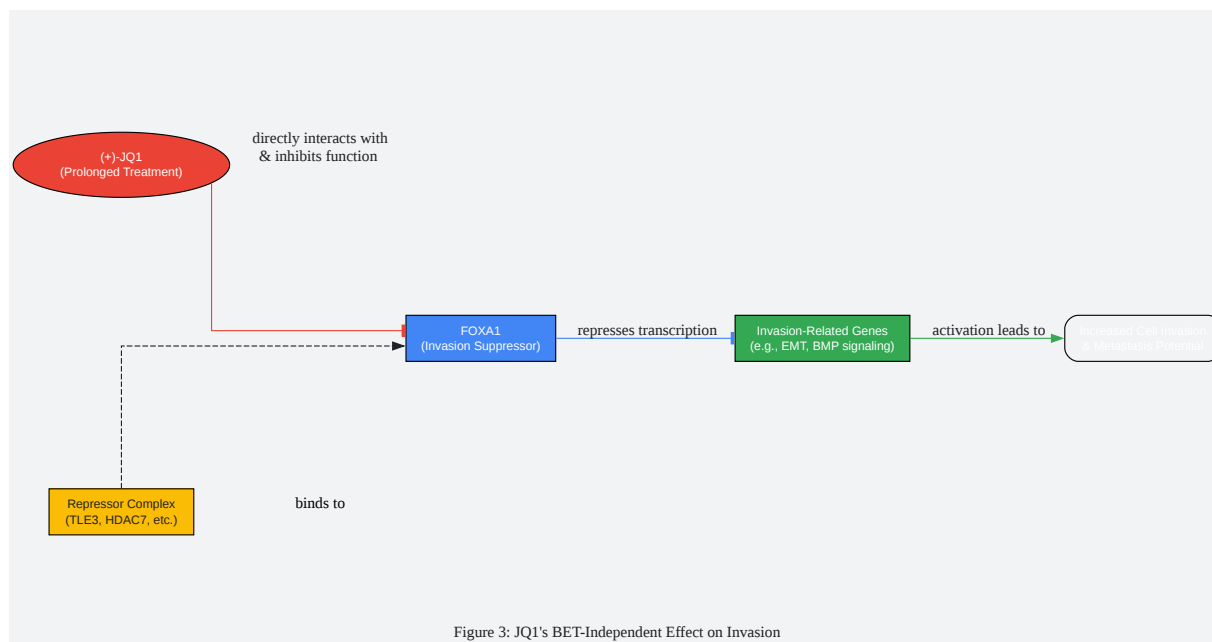 directly interacts with
& inhibits function
(+)-JQ1
(Prolonged Treatment)
FOXA1
(Invasion Suppressor)
represses transcription
Invasion-Related Genes
(e.g., EMT, BMP signaling)
activation leads to
Increased Cell Invasion
& Metastasis Potential
Repressor Complex
(TLE3, HDAC7, etc.)
binds to
Figure 3: JQ1's BET-Independent Effect on Invasion